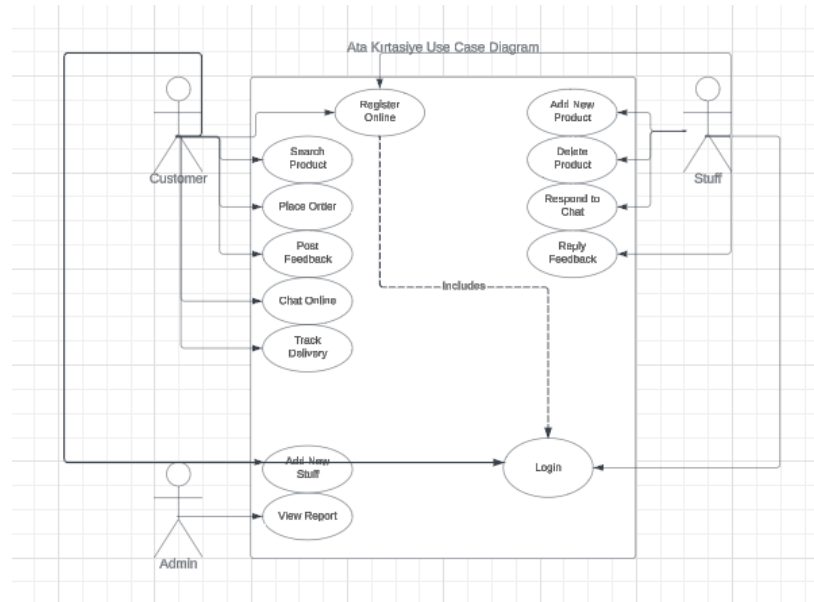 Ata Kırtasiye Use Case Diagram
Register
Online
Add New
Product
Search
Product
Delete
Product
Customer
Stuff
Place Order
Respond to
Chat
Post
Feedback
Reply
Feedback
Includes
Chat Online
Track
Delivery
Add New
Stuff
Login
View Report
Admin